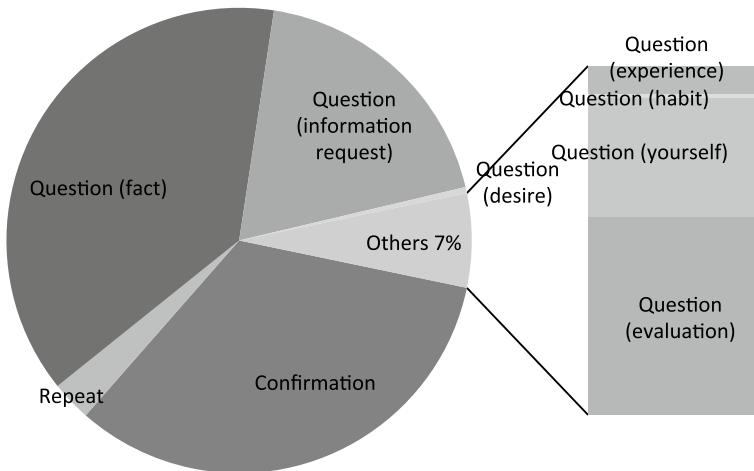 Question
(experience)
Question (habit)
Question (yourself)
Question
(evaluation)
Question
(information
request)
Question
(desire)
Others 7%
Question (fact)
Confirmation
Repeat